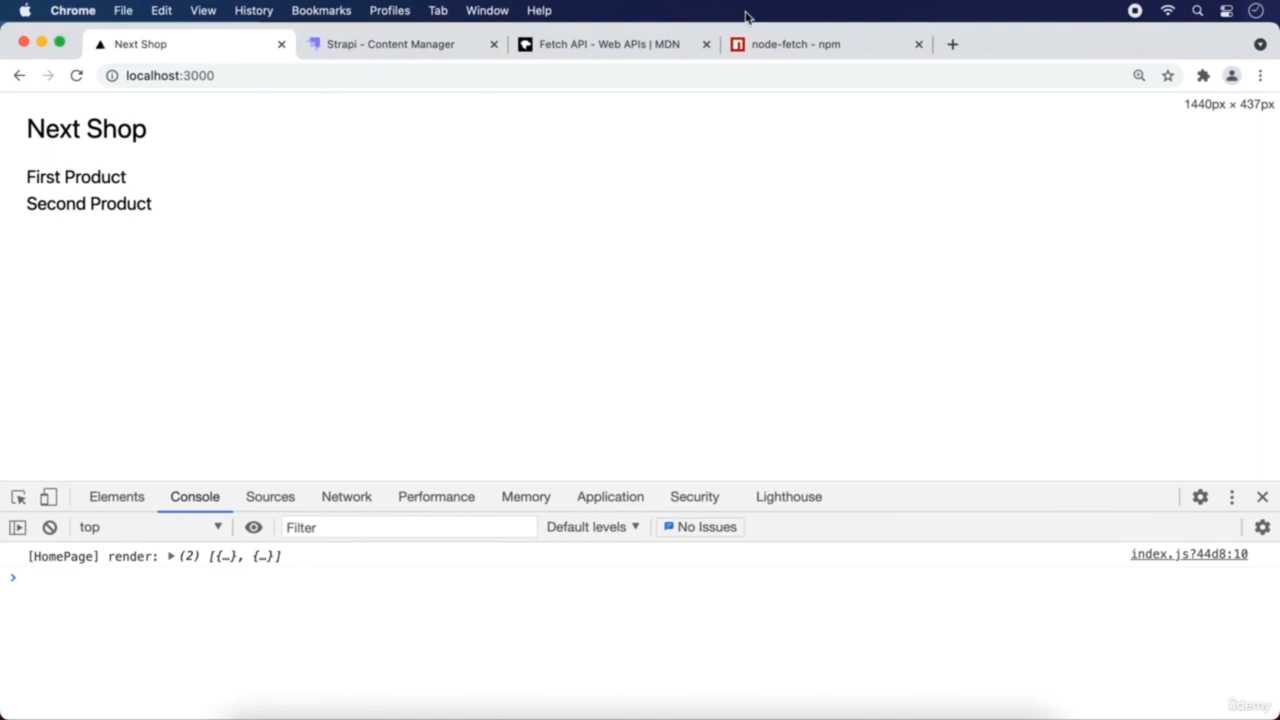 Chrome File Edit View History Bookmarks Profiles Tab Window Help
Next Shop Strapi - Content Manager Fetch API - Web APIs | MDN node-fetch - npm
localhost:3000
1440px × 437px
Next Shop
First Product
Second Product
Elements Console Sources Network Performance Memory Application Security Lighthouse
top Filter Default levels ▼ No Issues
[HomePage] render: ▶(2) [{…}, {…}] index.js?44d8:10
Udemy